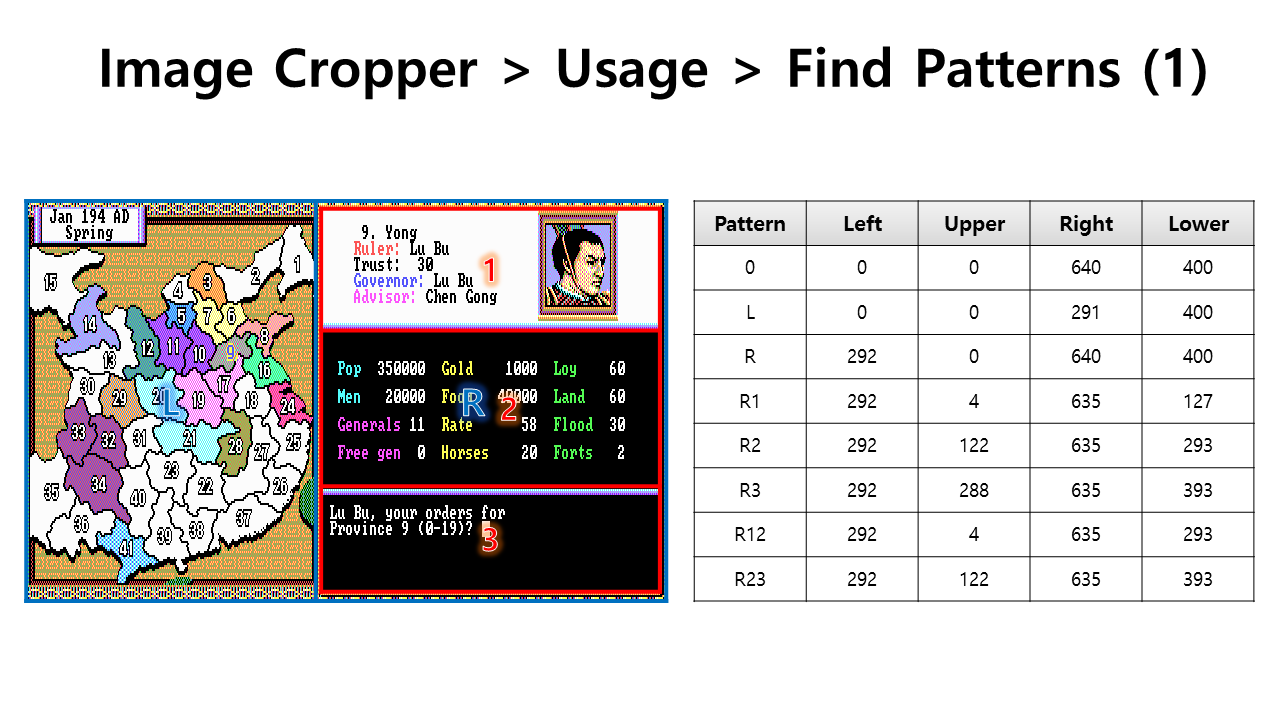 Image Cropper > Usage > Find Patterns (1)
Jan 194 AD
Spring
1
2
3
4
15
5
7
6
14
8
12
11
10
9
13
16
30
29
17
L
19
18
24
33
32
31
21
28
27
25
34
23
35
40
22
26
36
37
39
38
41
9. Yong
Ruler: Lu Bu
Trust: 30
Governor: Lu Bu
Advisor: Chen Gong
1
Pop 350000 Gold 1000 Loy 60
Men 20000 Land 60
R 2
Generals 11 Rate 58 Flood 30
Free gen 0 Horses 20 Forts 2
Lu Bu, your orders for
Province 9 (0-19)?
3
Pattern Left Upper Right Lower
0 0 0 640 400
L 0 0 291 400
R 292 0 640 400
R1 292 4 635 127
R2 292 122 635 293
R3 292 288 635 393
R12 292 4 635 293
R23 292 122 635 393